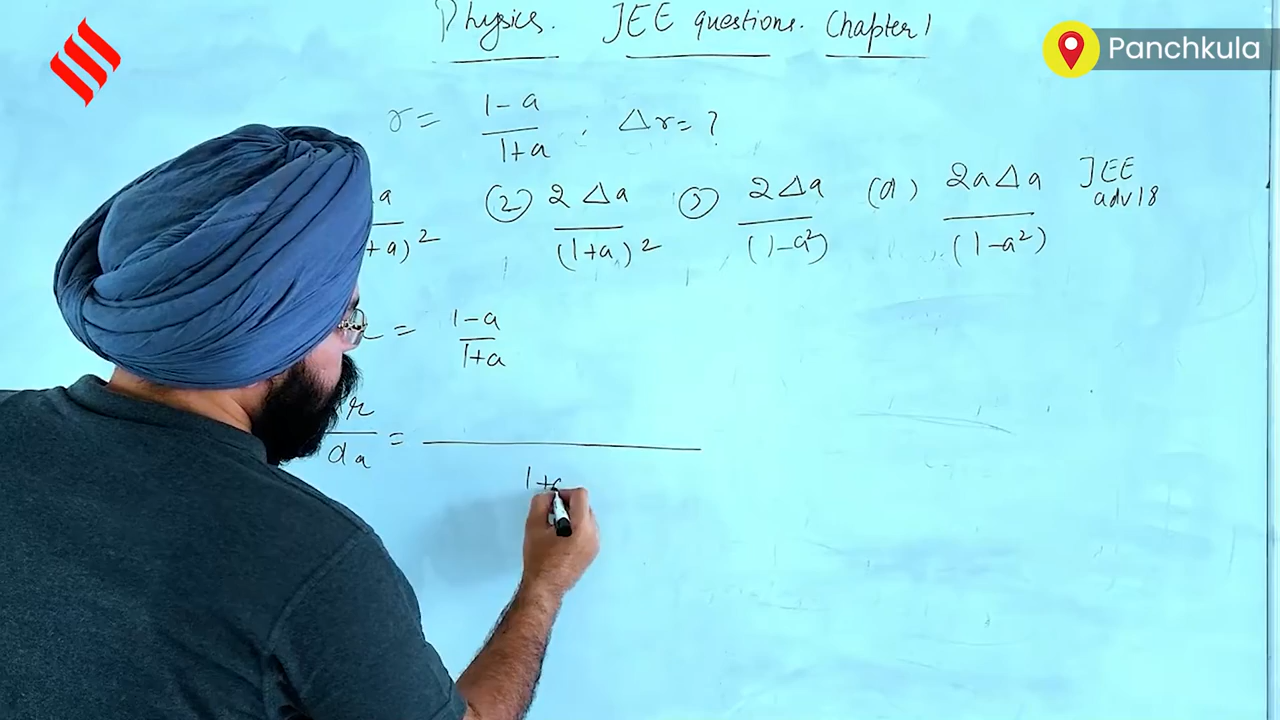 Physics. JEE questions. Chapter 1
Panchkula
r = (1-a)/(1+a) ; Δr = ?
a/(+a)² (2) 2Δa/(1+a)² (3) 2Δa/(1-a²) (d) 2aΔa/(1-a²) JEE adv 18
= (1-a)/(1+a)
r/da =
1+a